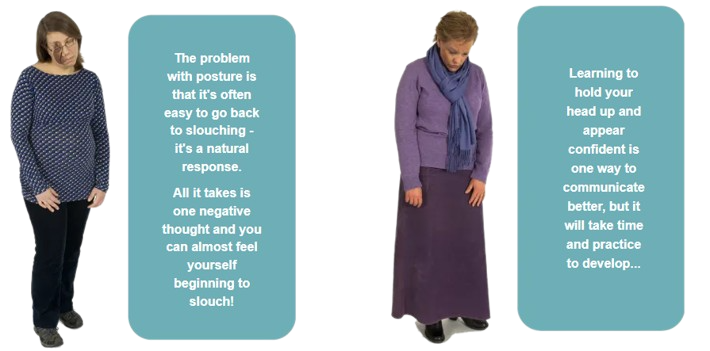 The problem
with posture is
that it's often
easy to go back
to slouching -
it's a natural
response.
All it takes is
one negative
thought and you
can almost feel
yourself
beginning to
slouch!
Learning to
hold your
head up and
appear
confident is
one way to
communicate
better, but it
will take time
and practice
to develop...